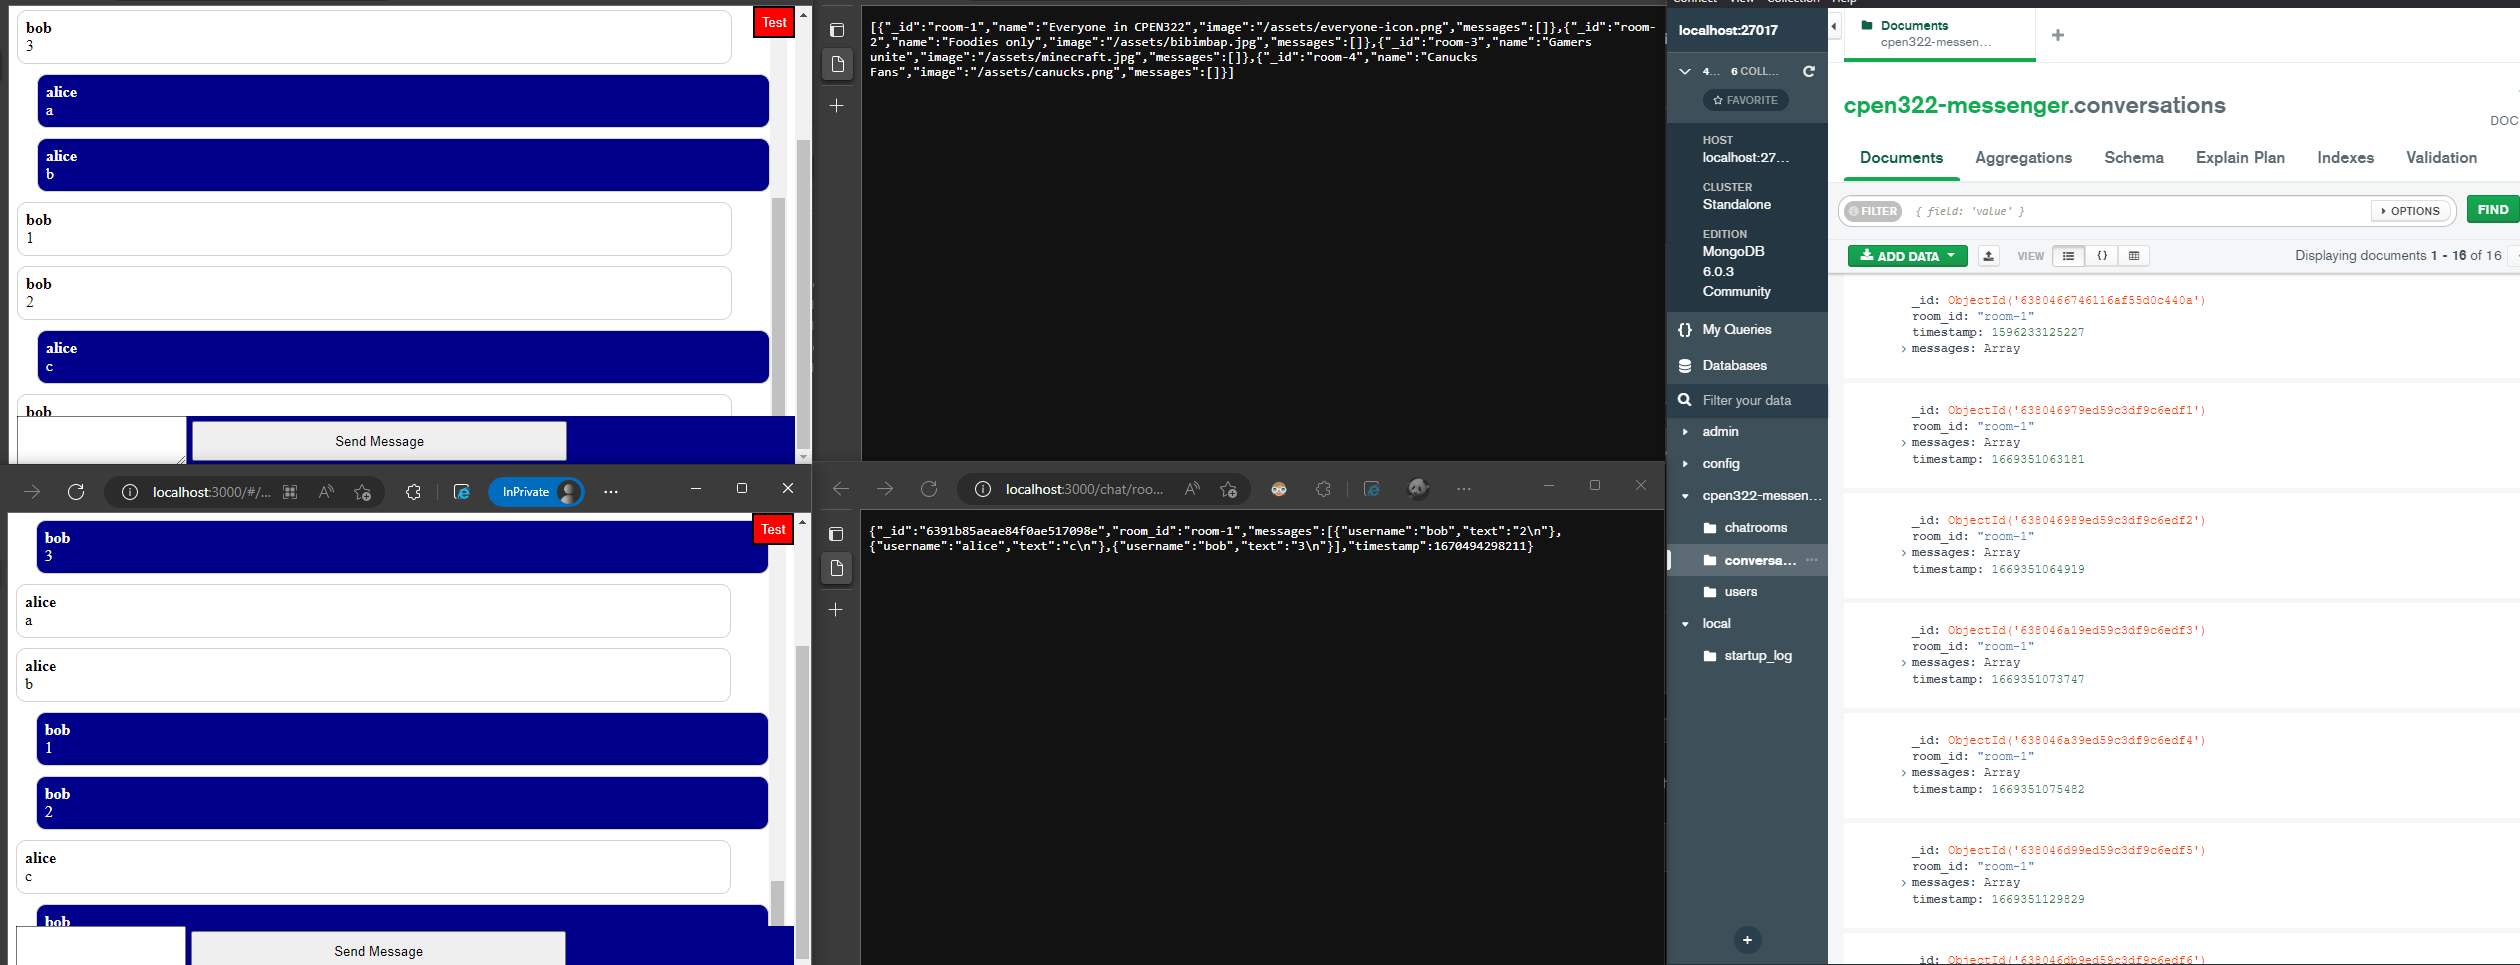 bob
3
alice
a
alice
b
bob
1
bob
2
alice
c
bob
Send Message
Test
localhost:3000/#/...
InPrivate
Test
bob
3
alice
a
alice
b
bob
1
bob
2
alice
c
bob
Send Message
[{"_id":"room-1","name":"Everyone in CPEN322","image":"/assets/everyone-icon.png","messages":[]},{"_id":"room-
2","name":"Foodies only","image":"/assets/bibimbap.jpg","messages":[]},{"_id":"room-3","name":"Gamers
unite","image":"/assets/minecraft.jpg","messages":[]},{"_id":"room-4","name":"Canucks
Fans","image":"/assets/canucks.png","messages":[]}]
localhost:3000/chat/roo...
{"_id":"6391b85aeae84f0ae517098e","room_id":"room-1","messages":[{"username":"bob","text":"2\n"},
{"username":"alice","text":"c\n"},{"username":"bob","text":"3\n"}],"timestamp":1670494298211}
Connect View Collection Help
localhost:27017
4... 6 COLL...
FAVORITE
HOST
localhost:27...
CLUSTER
Standalone
EDITION
MongoDB
6.0.3
Community
My Queries
Databases
Filter your data
admin
config
cpen322-messen...
chatrooms
conversa... ...
users
local
startup_log
Documents
cpen322-messen...
cpen322-messenger.conversations
DOC
Documents Aggregations Schema Explain Plan Indexes Validation
FILTER { field: 'value' } OPTIONS FIND
ADD DATA VIEW {} Displaying documents 1 - 16 of 16
_id: ObjectId('6380466746116af55d0c440a')
room_id: "room-1"
timestamp: 1596233125227
messages: Array
_id: ObjectId('638046979ed59c3df9c6edf1')
room_id: "room-1"
messages: Array
timestamp: 1669351063181
_id: ObjectId('638046989ed59c3df9c6edf2')
room_id: "room-1"
messages: Array
timestamp: 1669351064919
_id: ObjectId('638046a19ed59c3df9c6edf3')
room_id: "room-1"
messages: Array
timestamp: 1669351073747
_id: ObjectId('638046a39ed59c3df9c6edf4')
room_id: "room-1"
messages: Array
timestamp: 1669351075482
_id: ObjectId('638046d99ed59c3df9c6edf5')
room_id: "room-1"
messages: Array
timestamp: 1669351129829
_id: ObjectId('638046db9ed59c3df9c6edf6')